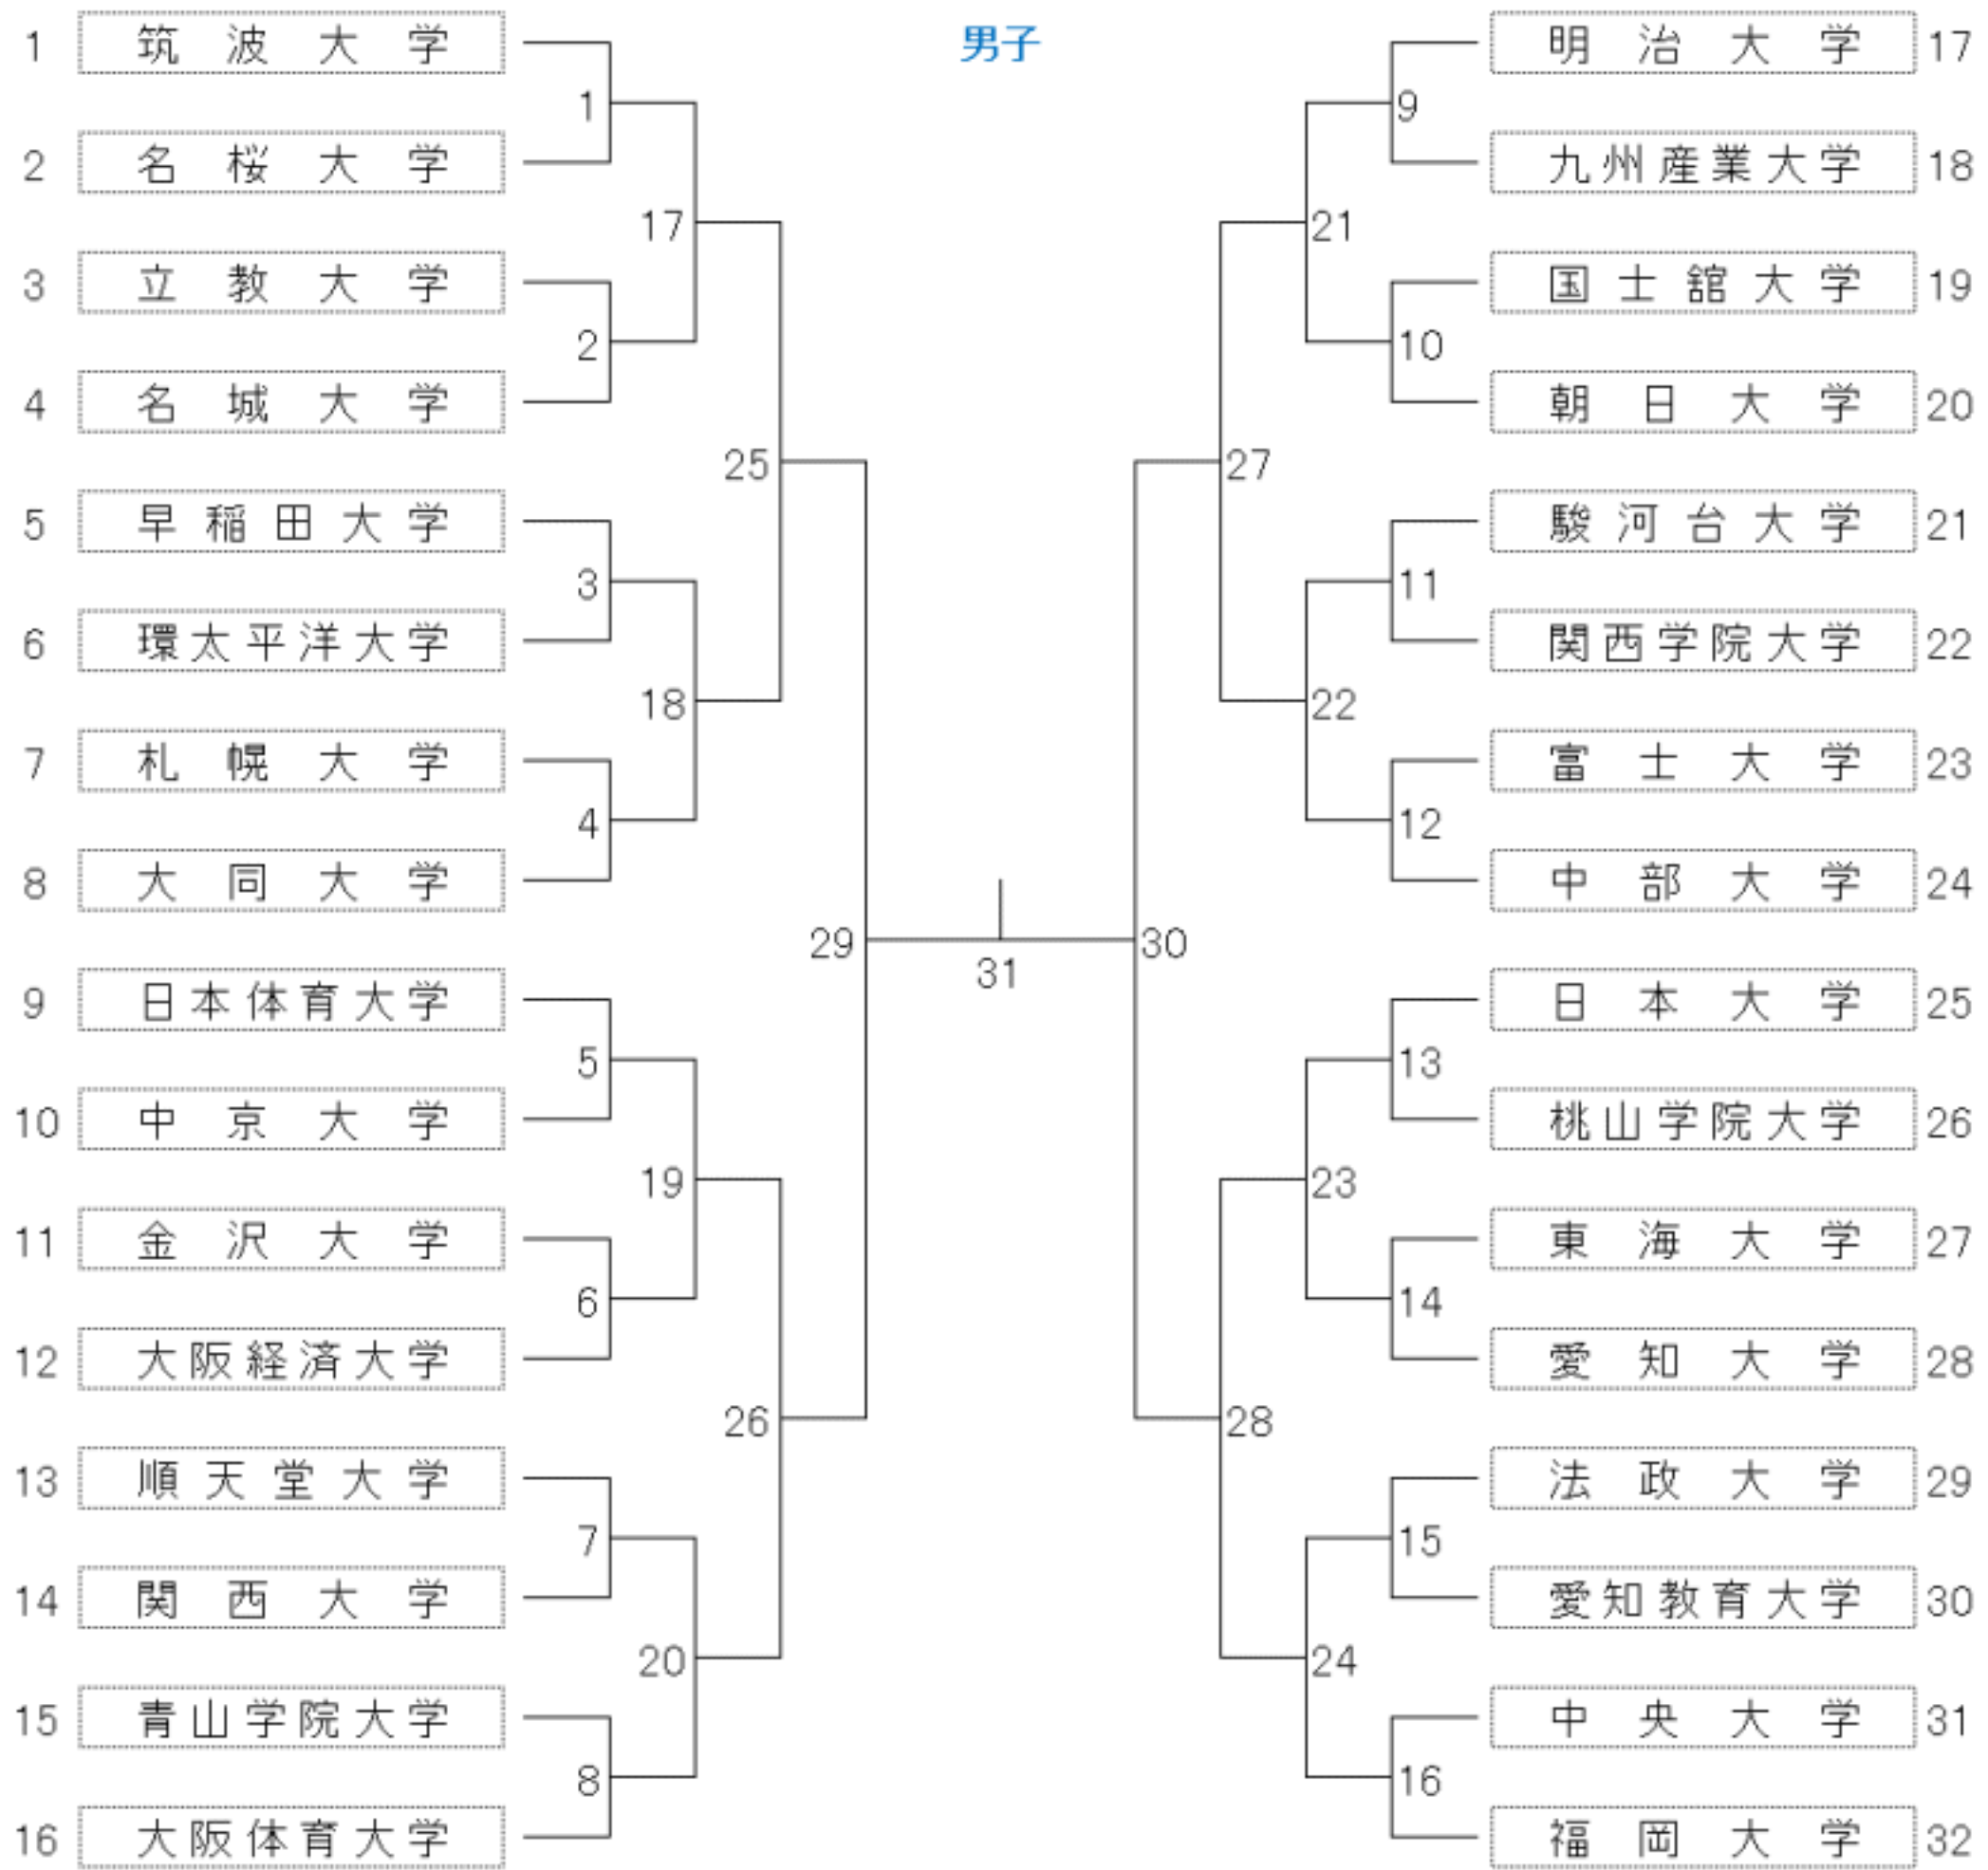 男子
1 筑波大学
1
2 名桜大学
17
3 立教大学
2
4 名城大学
25
5 早稲田大学
3
6 環太平洋大学
18
7 札幌大学
4
8 大同大学
29
9 日本体育大学
5
10 中京大学
19
11 金沢大学
6
12 大阪経済大学
26
13 順天堂大学
7
14 関西大学
20
15 青山学院大学
8
16 大阪体育大学
31
明治大学 17
9
九州産業大学 18
21
国士舘大学 19
10
朝日大学 20
27
駿河台大学 21
11
関西学院大学 22
22
富士大学 23
12
中部大学 24
30
日本大学 25
13
桃山学院大学 26
23
東海大学 27
14
愛知大学 28
28
法政大学 29
15
愛知教育大学 30
24
中央大学 31
16
福岡大学 32